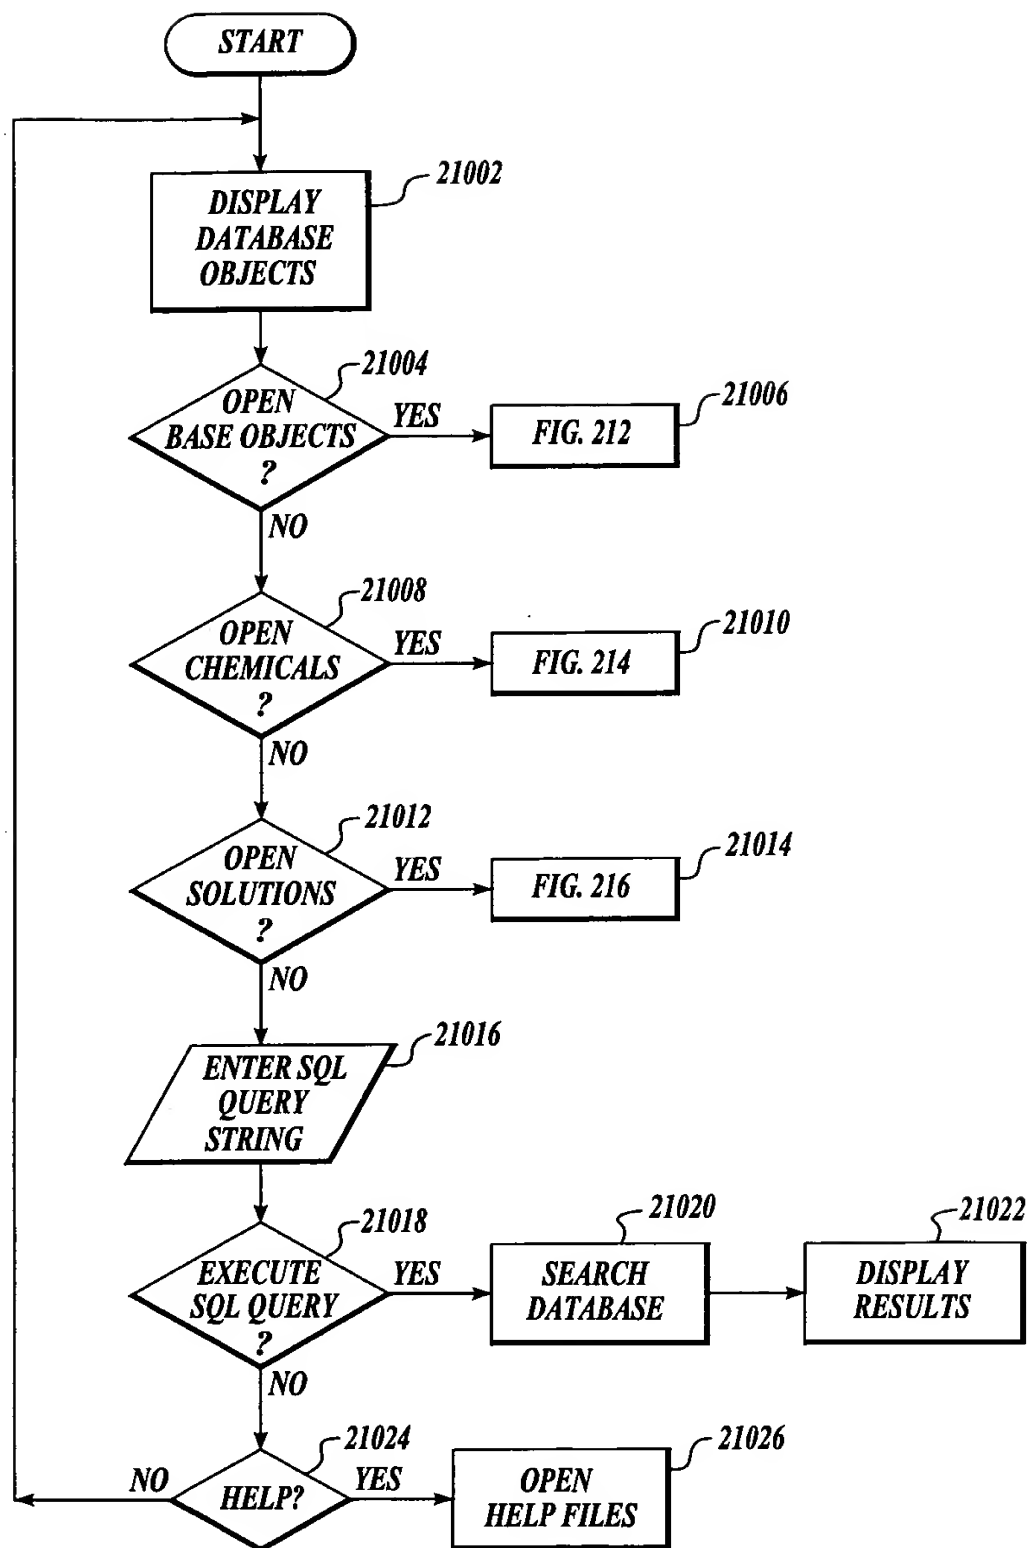 START
21002
DISPLAY
DATABASE
OBJECTS
21004
OPEN
BASE OBJECTS
?
YES
21006
FIG. 212
NO
21008
OPEN
CHEMICALS
?
YES
21010
FIG. 214
NO
21012
OPEN
SOLUTIONS
?
YES
21014
FIG. 216
NO
21016
ENTER SQL
QUERY
STRING
21018
EXECUTE
SQL QUERY
?
YES
21020
SEARCH
DATABASE
21022
DISPLAY
RESULTS
NO
21024
HELP?
NO
YES
21026
OPEN
HELP FILES